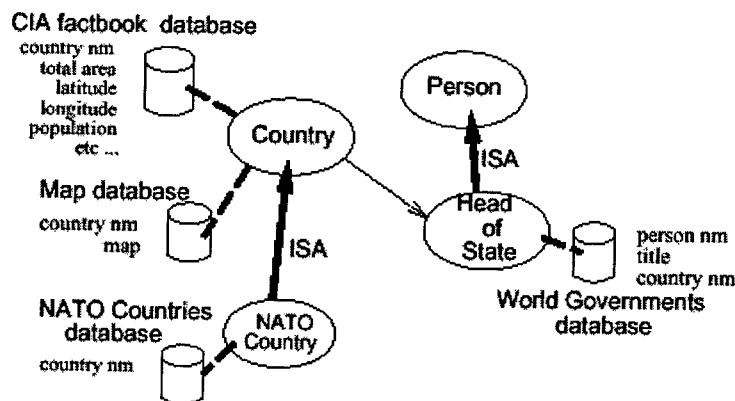 CIA factbook database
country nm
total area
latitude
longitude
population
etc ...
Country
Person
ISA
Map database
country nm
map
ISA
Head
of
State
person nm
title
country nm
World Governments
database
NATO Countries
database
country nm
NATO
Country